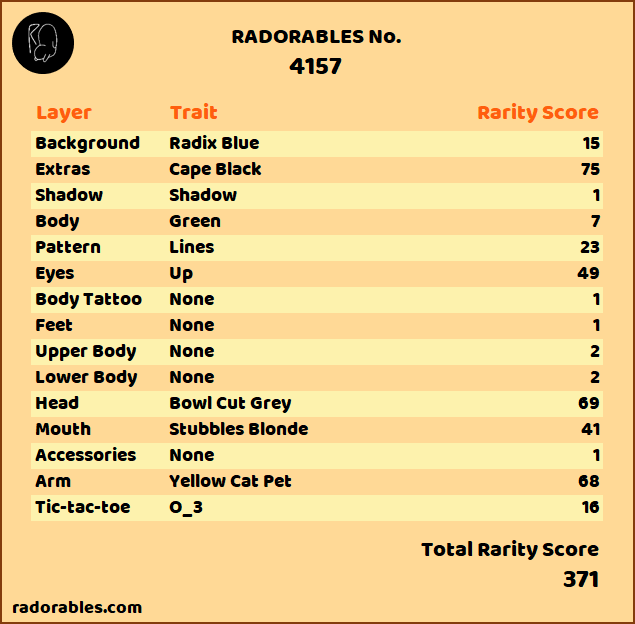 RADORABLES No.
4157
Layer Trait Rarity Score
Background Radix Blue 15
Extras Cape Black 75
Shadow Shadow 1
Body Green 7
Pattern Lines 23
Eyes Up 49
Body Tattoo None 1
Feet None 1
Upper Body None 2
Lower Body None 2
Head Bowl Cut Grey 69
Mouth Stubbles Blonde 41
Accessories None 1
Arm Yellow Cat Pet 68
Tic-tac-toe O_3 16
Total Rarity Score
371
radorables.com